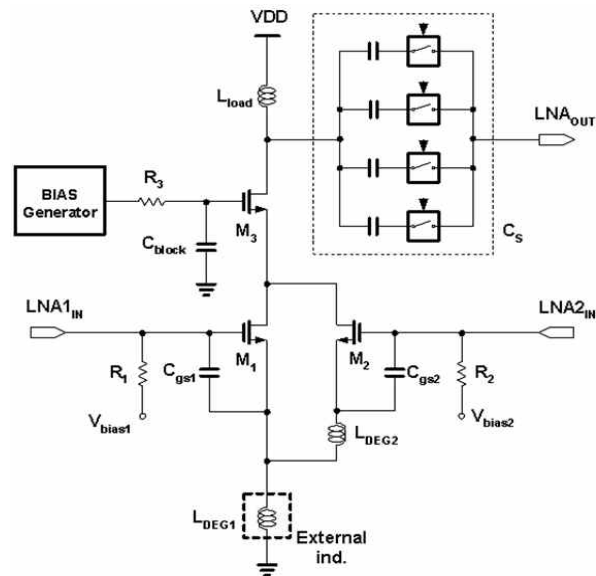 VDD
Lload
LNAOUT
BIAS
Generator
R3
M3
Cblock
CS
LNA1IN
LNA2IN
M1
M2
R1
Cgs1
Cgs2
R2
Vbias1
Vbias2
LDEG2
LDEG1
External
ind.